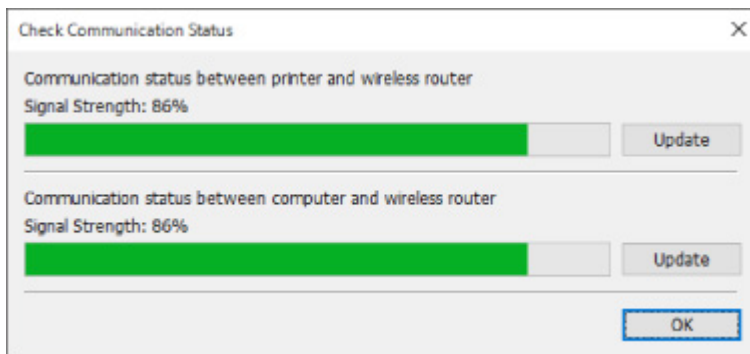 Check Communication Status
Communication status between printer and wireless router
Signal Strength: 86%
Update
Communication status between computer and wireless router
Signal Strength: 86%
Update
OK